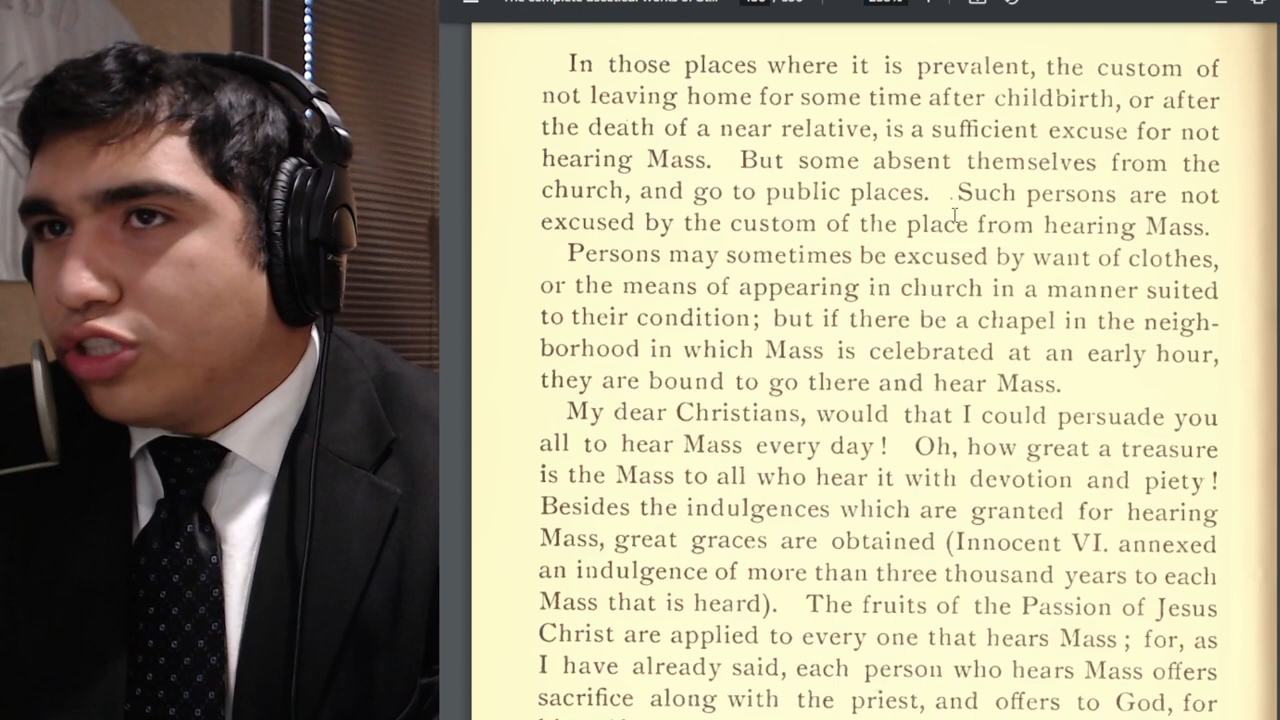 In those places where it is prevalent, the custom of
not leaving home for some time after childbirth, or after
the death of a near relative, is a sufficient excuse for not
hearing Mass. But some absent themselves from the
church, and go to public places. Such persons are not
excused by the custom of the place from hearing Mass.
Persons may sometimes be excused by want of clothes,
or the means of appearing in church in a manner suited
to their condition; but if there be a chapel in the neigh-
borhood in which Mass is celebrated at an early hour,
they are bound to go there and hear Mass.
My dear Christians, would that I could persuade you
all to hear Mass every day! Oh, how great a treasure
is the Mass to all who hear it with devotion and piety!
Besides the indulgences which are granted for hearing
Mass, great graces are obtained (Innocent VI. annexed
an indulgence of more than three thousand years to each
Mass that is heard). The fruits of the Passion of Jesus
Christ are applied to every one that hears Mass; for, as
I have already said, each person who hears Mass offers
sacrifice along with the priest, and offers to God, for